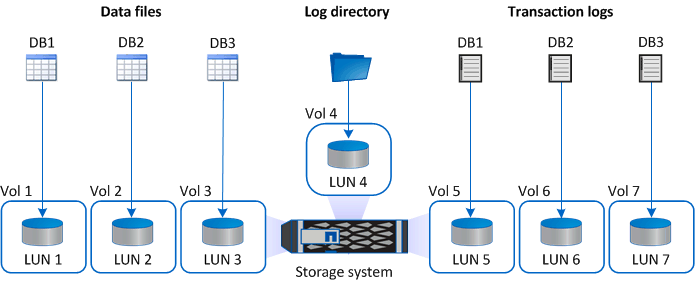 Data files
Log directory
Transaction logs
DB1
DB2
DB3
DB1
DB2
DB3
Vol 4
LUN 4
Vol 1
Vol 2
Vol 3
Vol 5
Vol 6
Vol 7
LUN 1
LUN 2
LUN 3
LUN 5
LUN 6
LUN 7
Storage system